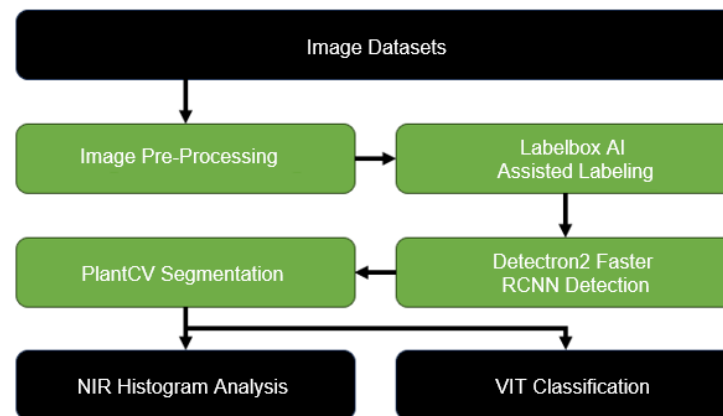 Image Datasets
Image Pre-Processing
Labelbox AI
Assisted Labeling
PlantCV Segmentation
Detectron2 Faster
RCNN Detection
NIR Histogram Analysis
VIT Classification